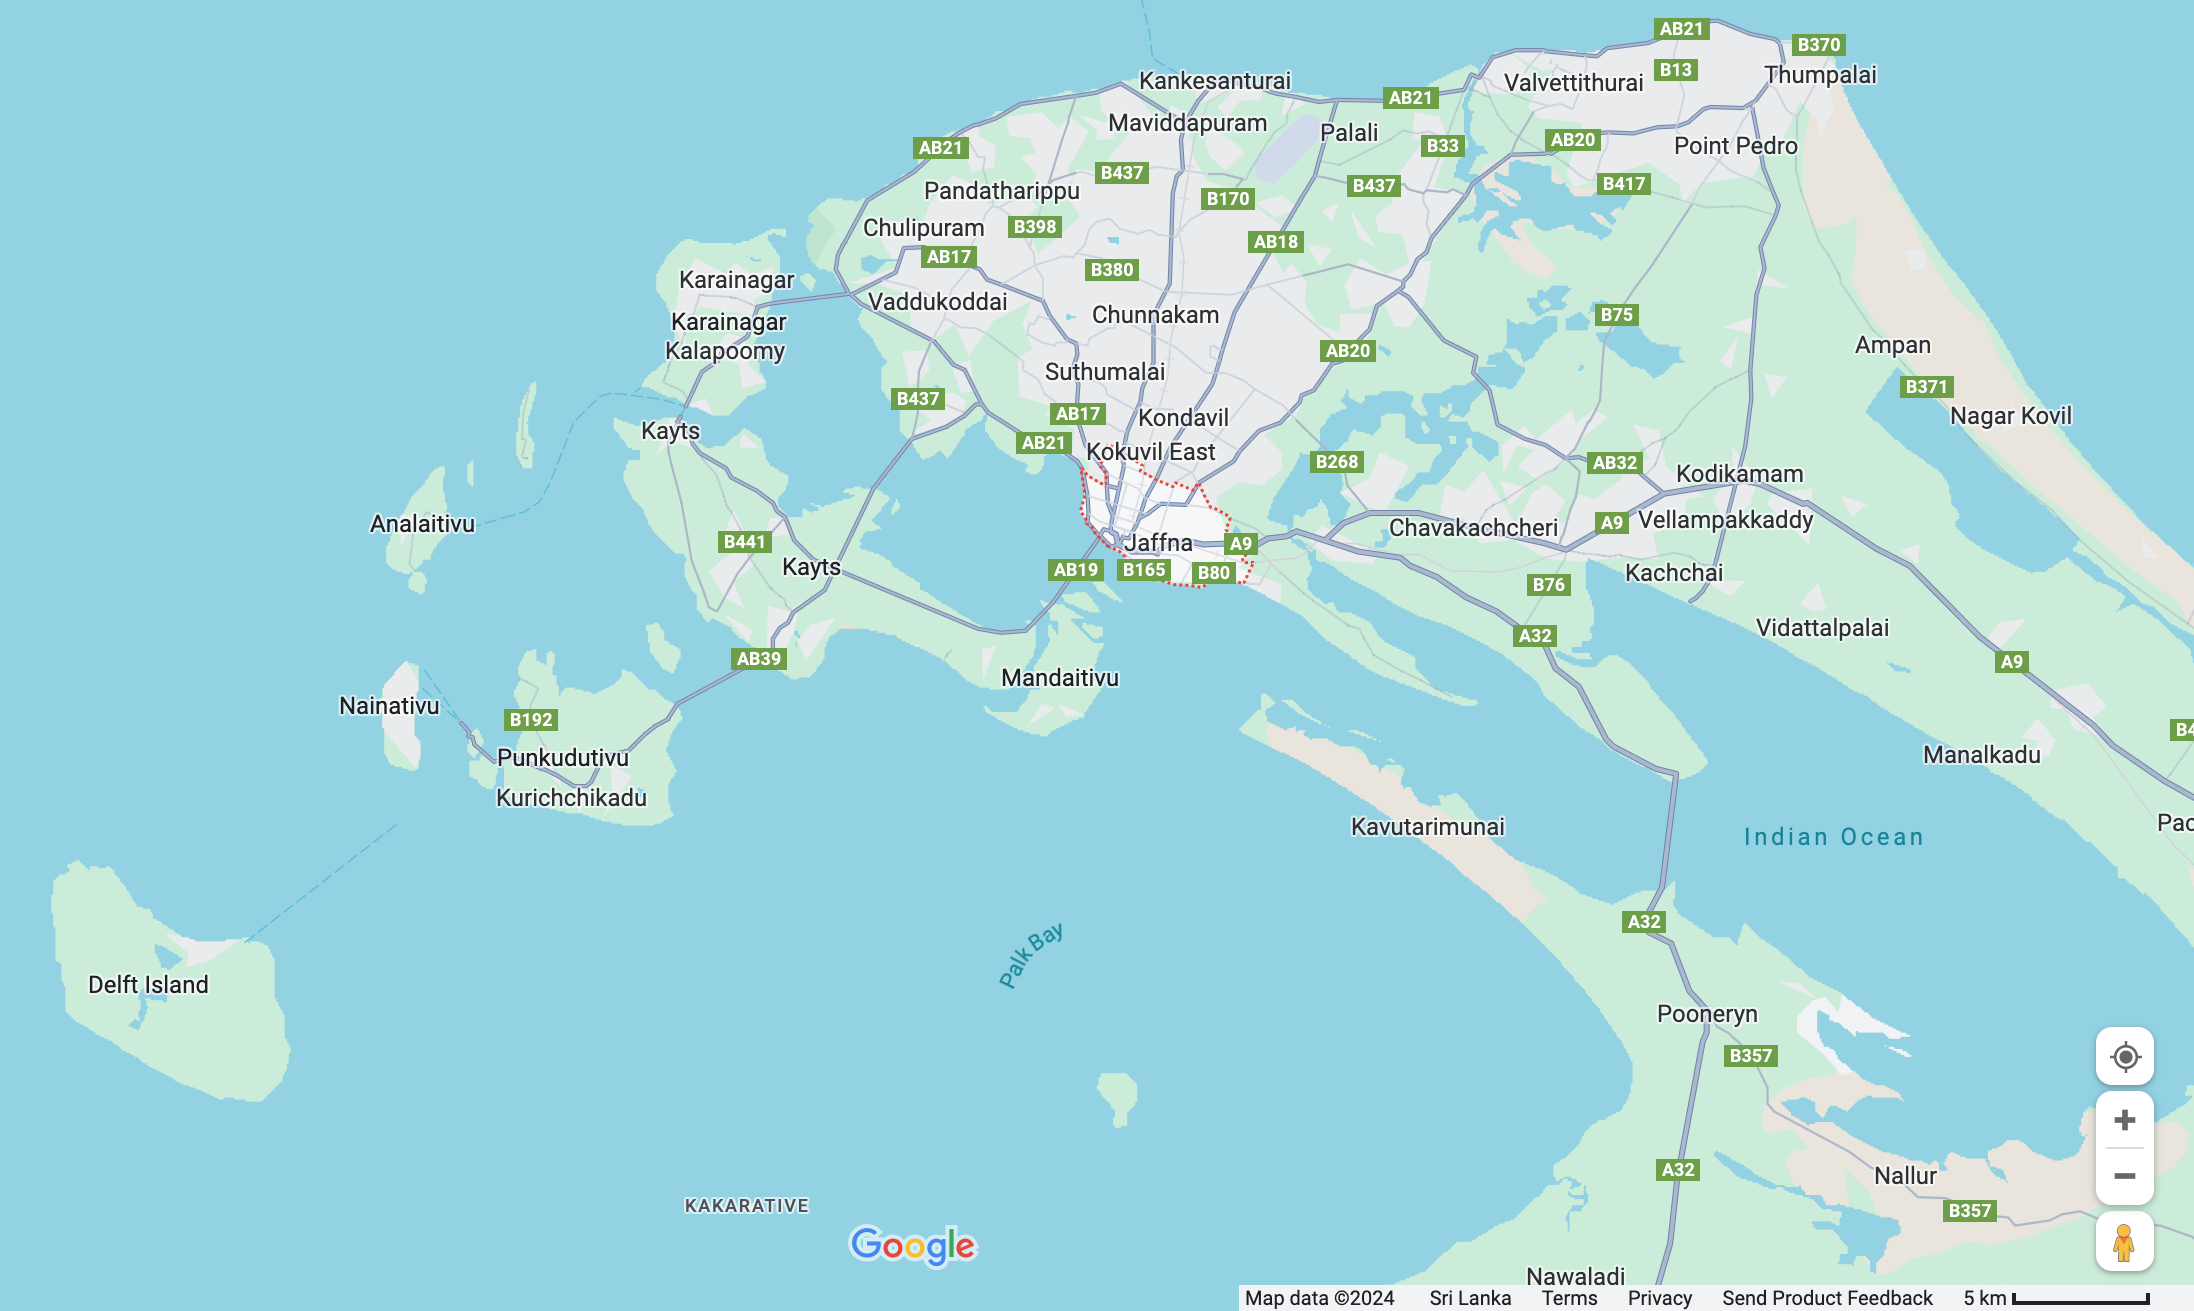 AB21
B370
Kankesanturai
Valvettithurai
B13
Thumpalai
AB21
Maviddapuram
Palali
AB21
B33
AB20
Point Pedro
B437
Pandatharippu
B170
B437
B417
Chulipuram
B398
AB18
AB17
B380
Karainagar
Vaddukoddai
Chunnakam
B75
Karainagar
Kalapoomy
AB20
Ampan
Suthumalai
B371
B437
AB17
Kondavil
Nagar Kovil
Kayts
AB21
Kokuvil East
B268
AB32
Kodikamam
Analaitivu
Chavakachcheri
A9
Vellampakkaddy
B441
Jaffna
A9
Kayts
AB19
B165
B80
B76
Kachchai
A32
Vidattalpalai
AB39
A9
Mandaitivu
Nainativu
B192
B4
Punkudutivu
Manalkadu
Kurichchikadu
Kavutarimunai
Indian Ocean
Pac
A32
Palk Bay
Delft Island
Pooneryn
B357
A32
Nallur
KAKARATIVE
B357
Google
Nawaladi
Map data ©2024 Sri Lanka Terms Privacy Send Product Feedback 5 km